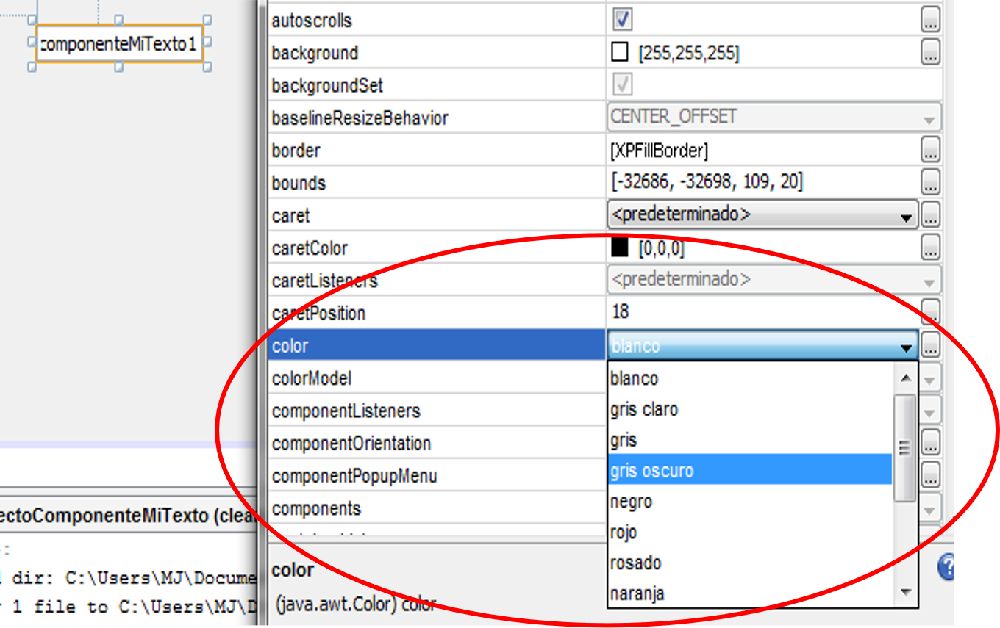 componenteMiTexto1
autoscrolls ...
background [255,255,255] ...
backgroundSet
baselineResizeBehavior CENTER_OFFSET
border [XPFillBorder] ...
bounds [-32686, -32698, 109, 20] ...
caret <predeterminado> ...
caretColor [0,0,0] ...
caretListeners <predeterminado>
caretPosition 18 ...
color blanco ...
colorModel
componentListeners
componentOrientation ...
componentPopupMenu ...
components
blanco
gris claro
gris
gris oscuro
negro
rojo
rosado
naranja
color
(java.awt.Color) color
?
ectoComponenteMiTexto (clea
:
dir: C:\Users\MJ\Docume
1 file to C:\Users\MJ\D